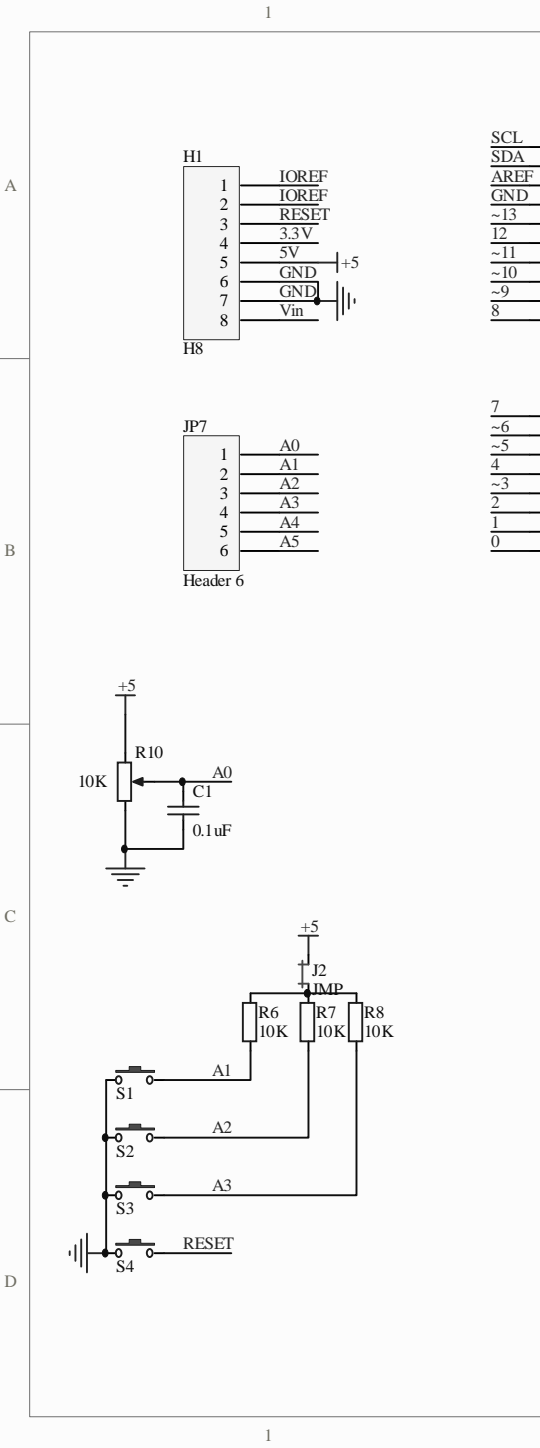 1
A
H1
1 IOREF
2 IOREF
3 RESET
4 3.3V
5 5V +5
6 GND
7 GND
8 Vin
H8
SCL
SDA
AREF
GND
~13
12
~11
~10
~9
8
JP7
1 A0
2 A1
3 A2
4 A3
5 A4
6 A5
Header 6
7
~6
~5
4
~3
2
1
0
B
+5
R10
10K
A0
C1
0.1uF
C
+5
J2
JMP
R6 R7 R8
10K 10K 10K
A1
S1
A2
S2
A3
S3
RESET
S4
D
1